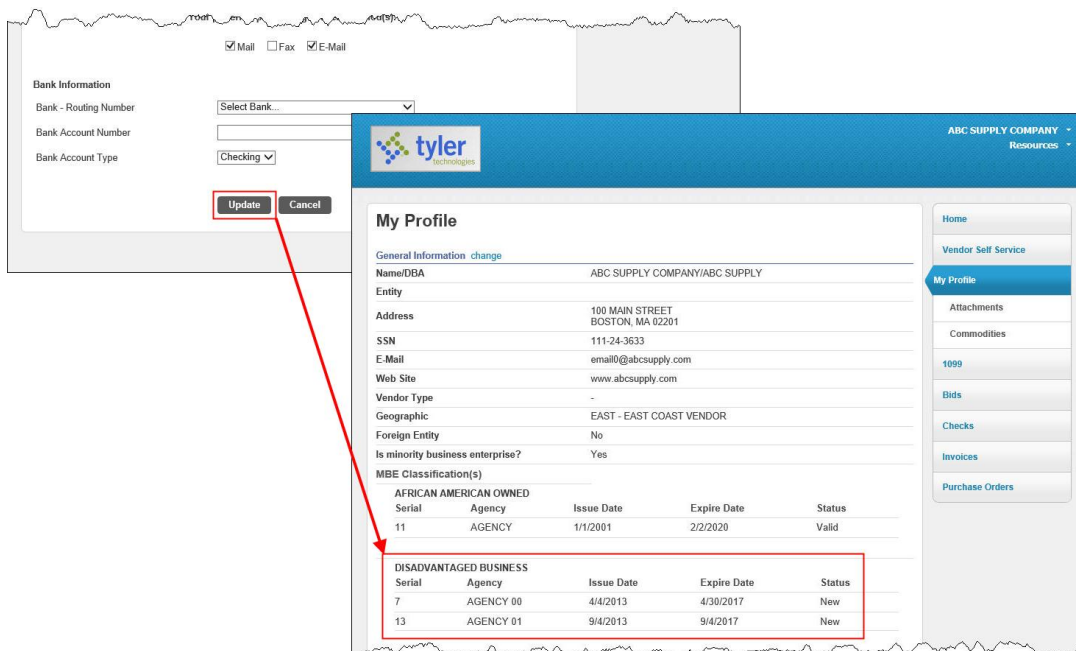 Mail Fax E-Mail
Bank Information
Bank - Routing Number Select Bank...
Bank Account Number
Bank Account Type Checking
Update Cancel
tyler
technologies
ABC SUPPLY COMPANY
Resources
My Profile
General Information change
Name/DBA ABC SUPPLY COMPANY/ABC SUPPLY
Entity
Address 100 MAIN STREET
BOSTON, MA 02201
SSN 111-24-3633
E-Mail email0@abcsupply.com
Web Site www.abcsupply.com
Vendor Type -
Geographic EAST - EAST COAST VENDOR
Foreign Entity No
Is minority business enterprise? Yes
MBE Classification(s)
AFRICAN AMERICAN OWNED
Serial Agency Issue Date Expire Date Status
11 AGENCY 1/1/2001 2/2/2020 Valid
DISADVANTAGED BUSINESS
Serial Agency Issue Date Expire Date Status
7 AGENCY 00 4/4/2013 4/30/2017 New
13 AGENCY 01 9/4/2013 9/4/2017 New
Home
Vendor Self Service
My Profile
Attachments
Commodities
1099
Bids
Checks
Invoices
Purchase Orders